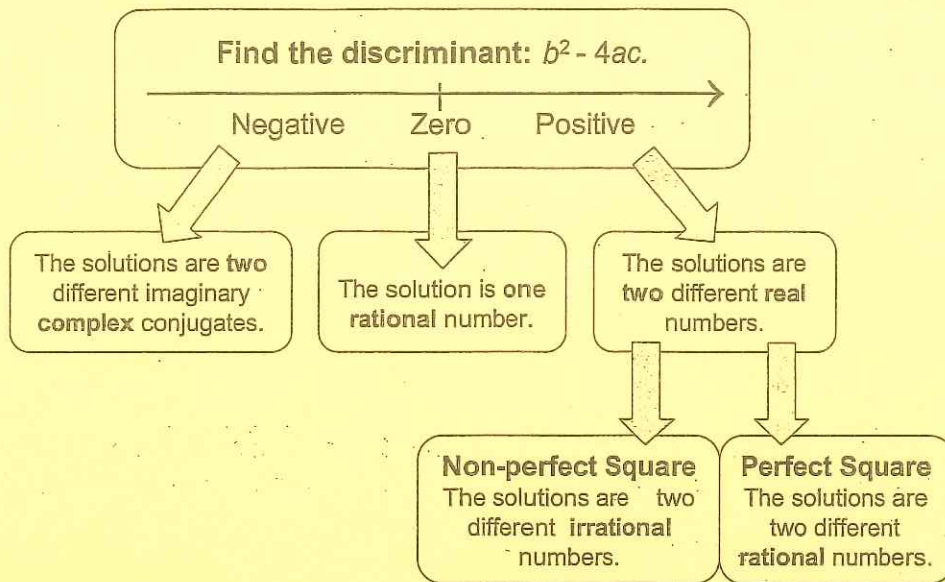 Find the discriminant: b² - 4ac.
Negative Zero Positive
The solutions are two
different imaginary
complex conjugates.
The solution is one
rational number.
The solutions are
two different real
numbers.
Non-perfect Square
The solutions are two
different irrational
numbers.
Perfect Square
The solutions are
two different
rational numbers.